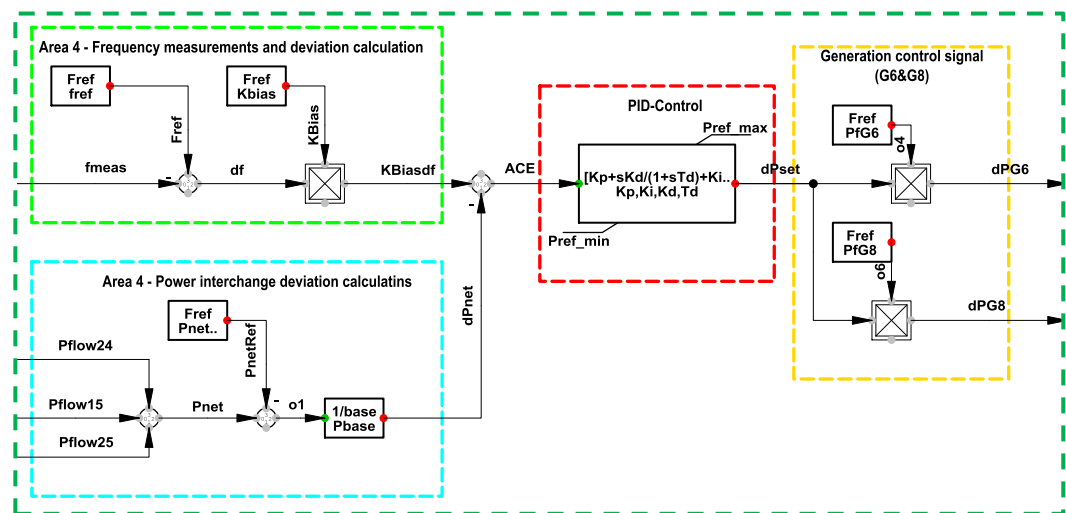 Area 4 - Frequency measurements and deviation calculation
Fref
fref
Fref
Kbias
Fref
KBias
fmeas
-
df
KBiasdf
-
ACE
PID-Control
Pref_max
[Kp+sKd/(1+sTd)+Ki..
Kp,Ki,Kd,Td
Pref_min
dPset
Generation control signal
(G6&G8)
Fref
PfG6
o4
dPG6
Fref
PfG8
o6
dPG8
Area 4 - Power interchange deviation calculatins
Fref
Pnet..
PnetRef
dPnet
Pflow24
Pflow15
Pflow25
Pnet
-
o1
1/base
Pbase